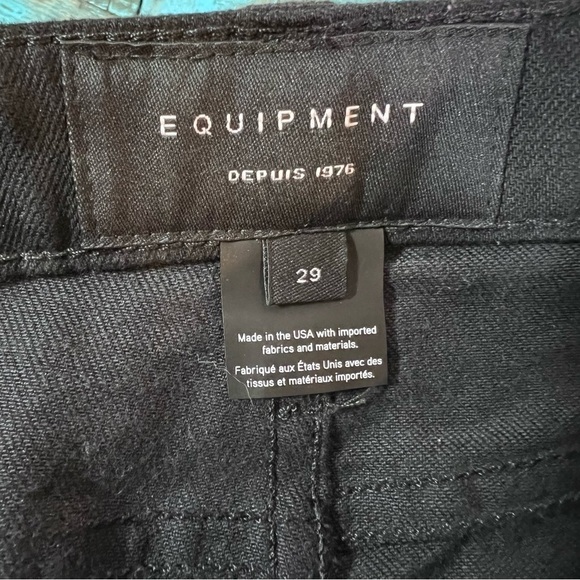 EQUIPMENT
DEPUIS 1976
29
Made in the USA with imported
fabrics and materials.
Fabriqué aux États Unis avec des
tissus et matériaux importés.